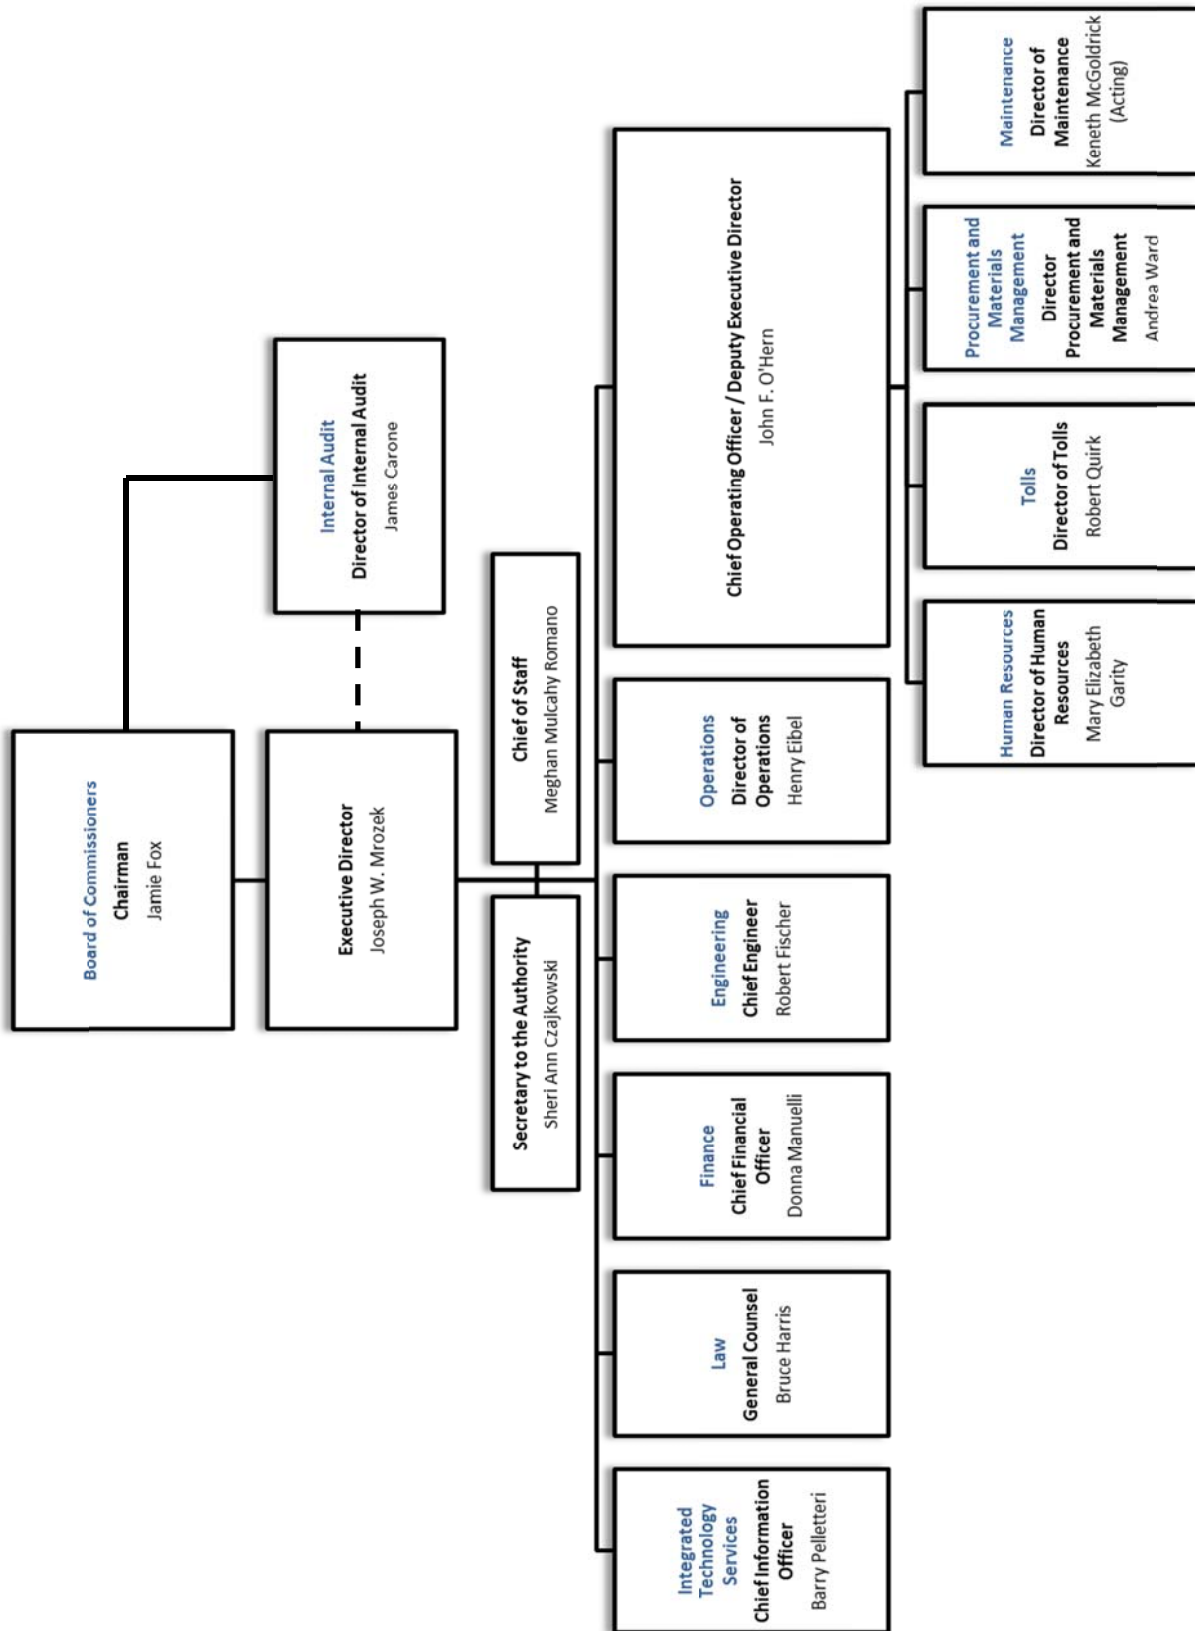 Board of Commissioners
Chairman
Jamie Fox
Internal Audit
Director of Internal Audit
James Carone
Executive Director
Joseph W. Mrozek
Secretary to the Authority
Sheri Ann Czajkowski
Chief of Staff
Meghan Mulcahy Romano
Integrated
Technology
Services
Chief Information
Officer
Barry Pelletteri
Law
General Counsel
Bruce Harris
Finance
Chief Financial
Officer
Donna Manuelli
Engineering
Chief Engineer
Robert Fischer
Operations
Director of
Operations
Henry Eibel
Chief Operating Officer / Deputy Executive Director
John F. O'Hern
Human Resources
Director of Human
Resources
Mary Elizabeth
Garity
Tolls
Director of Tolls
Robert Quirk
Procurement and
Materials
Management
Director
Procurement and
Materials
Management
Andrea Ward
Maintenance
Director of
Maintenance
Keneth McGoldrick
(Acting)